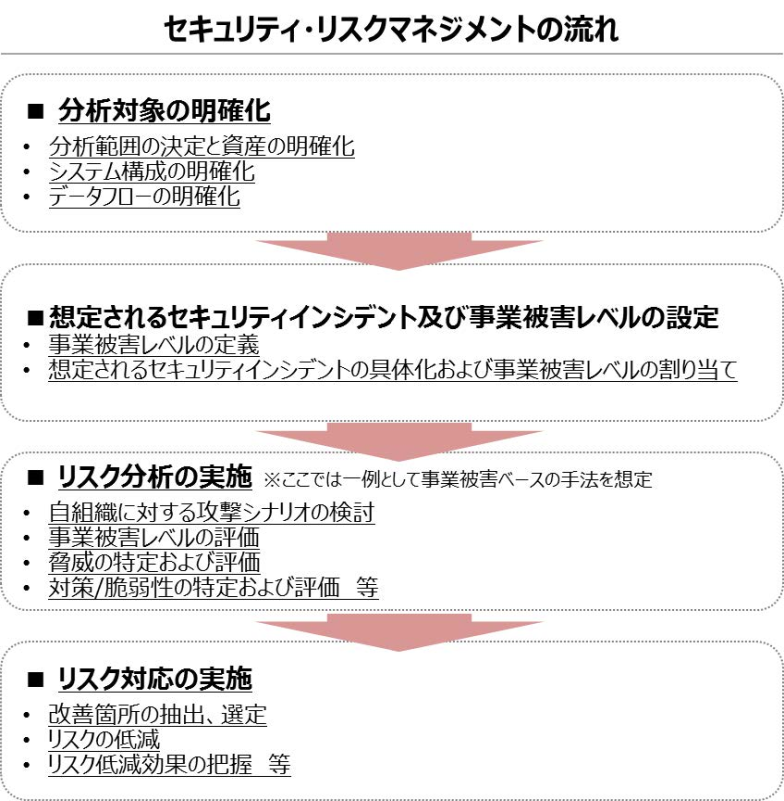 セキュリティ・リスクマネジメントの流れ
■ 分析対象の明確化
• 分析範囲の決定と資産の明確化
• システム構成の明確化
• データフローの明確化
■想定されるセキュリティインシデント及び事業被害レベルの設定
• 事業被害レベルの定義
• 想定されるセキュリティインシデントの具体化および事業被害レベルの割り当て
■ リスク分析の実施 ※ここでは一例として事業被害ベースの手法を想定
• 自組織に対する攻撃シナリオの検討
• 事業被害レベルの評価
• 脅威の特定および評価
• 対策/脆弱性の特定および評価 等
■ リスク対応の実施
• 改善箇所の抽出、選定
• リスクの低減
• リスク低減効果の把握 等